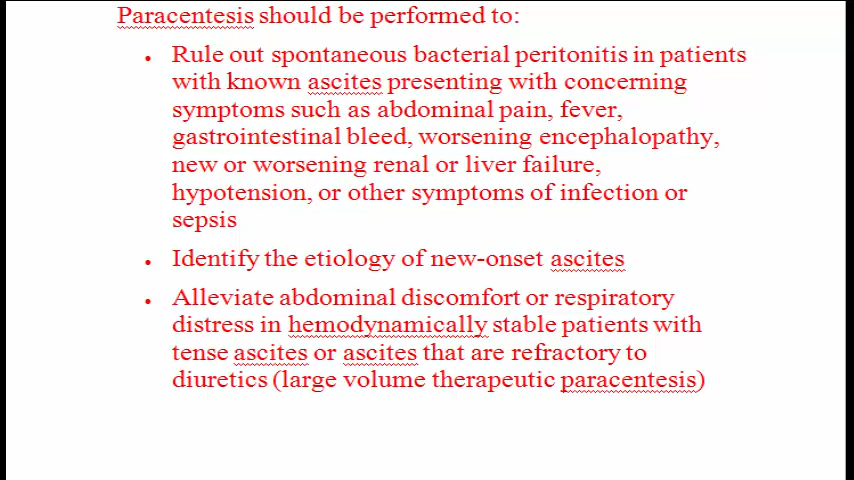 Paracentesis should be performed to:
• Rule out spontaneous bacterial peritonitis in patients
with known ascites presenting with concerning
symptoms such as abdominal pain, fever,
gastrointestinal bleed, worsening encephalopathy,
new or worsening renal or liver failure,
hypotension, or other symptoms of infection or
sepsis
• Identify the etiology of new-onset ascites
• Alleviate abdominal discomfort or respiratory
distress in hemodynamically stable patients with
tense ascites or ascites that are refractory to
diuretics (large volume therapeutic paracentesis)